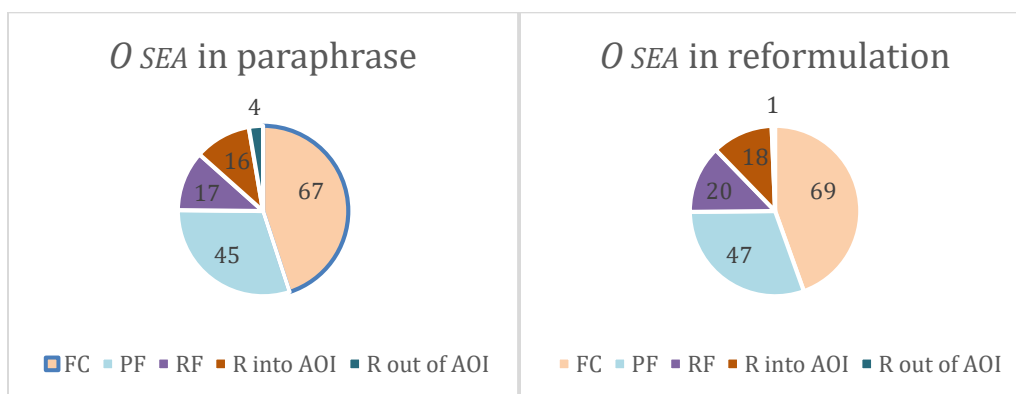 O SEA in paraphrase
4
16
67
17
45
FC PF RF R into AOI R out of AOI
O SEA in reformulation
1
18
69
20
47
FC PF RF R into AOI R out of AOI